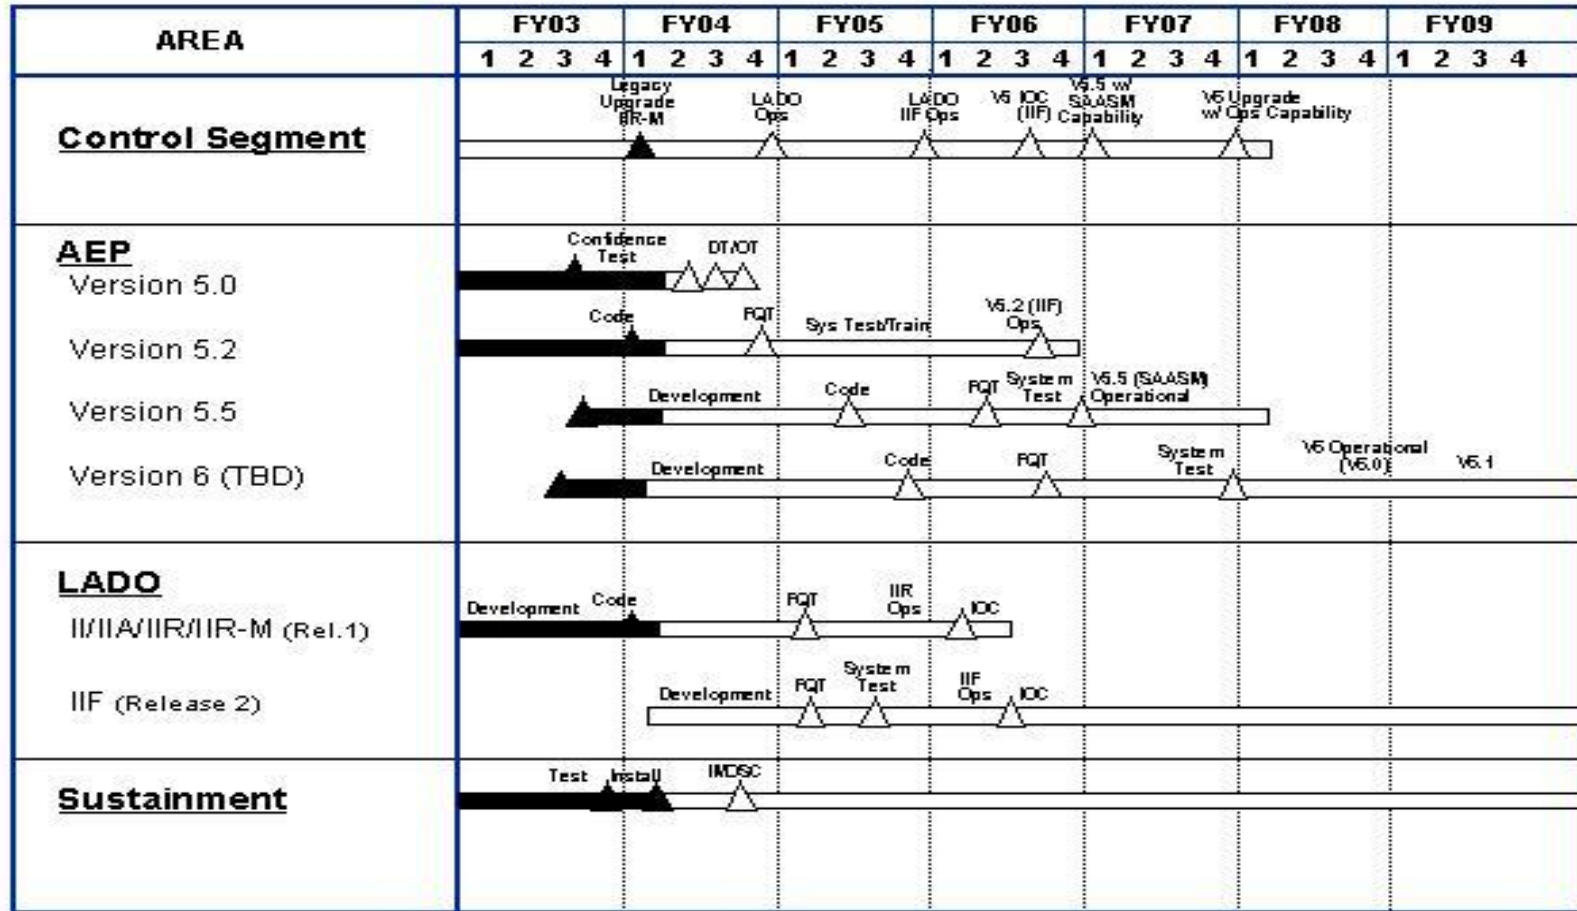 AREA
FY03 FY04 FY05 FY06 FY07 FY08 FY09
1 2 3 4 1 2 3 4 1 2 3 4 1 2 3 4 1 2 3 4 1 2 3 4 1 2 3 4
Control Segment
Legacy
Upgrade
IIR-M
LADO
Ops
LADO
IIF Ops
V5 IOC
(IIF)
V5.5 w/
SAASM
Capability
V6 Upgrade
w/ Ops Capability
AEP
Version 5.0
Confidence
Test
DT/OT
Version 5.2
Code
FQT
Sys Test/Train
V5.2 (IIF)
Ops
Version 5.5
Development
Code
FQT
System
Test
V5.5 (SAASM)
Operational
Version 6 (TBD)
Development
Code
FQT
System
Test
V6 Operational
(V6.0)
V6.1
LADO
II/IIA/IIR/IIR-M (Rel.1)
Development
Code
FQT
IIR
Ops
IOC
IIF (Release 2)
Development
FQT
System
Test
IIF
Ops
IOC
Sustainment
Test
Install
IMOSC